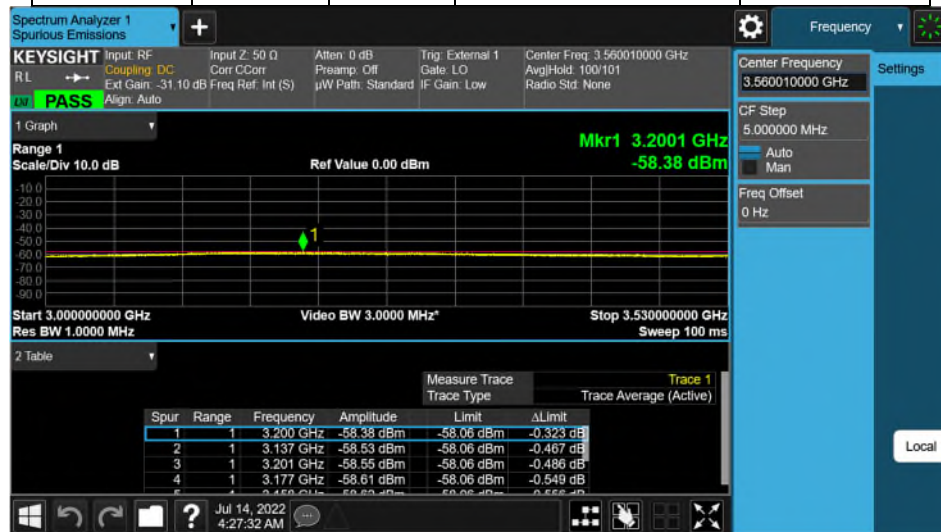 Spectrum Analyzer 1
Spurious Emissions
Frequency
KEYSIGHT
RL
LXI
PASS
Input: RF
Coupling: DC
Ext Gain: -31.10 dB
Align: Auto
Input Z: 50 Ω
Corr CCorr
Freq Ref: Int (S)
Atten: 0 dB
Preamp: Off
µW Path: Standard
Trig: External 1
Gate: LO
IF Gain: Low
Center Freq: 3.560010000 GHz
Avg|Hold: 100/101
Radio Std: None
Center Frequency
3.560010000 GHz
Settings
CF Step
5.000000 MHz
Auto
Man
Freq Offset
0 Hz
1 Graph
Range 1
Scale/Div 10.0 dB
Ref Value 0.00 dBm
Mkr1 3.2001 GHz
-58.38 dBm
-10.0
-20.0
-30.0
-40.0
-50.0
-60.0
-70.0
-80.0
-90.0
1
Start 3.000000000 GHz
Res BW 1.0000 MHz
Video BW 3.0000 MHz*
Stop 3.530000000 GHz
Sweep 100 ms
2 Table
Measure Trace Trace 1
Trace Type Trace Average (Active)
Spur Range Frequency Amplitude Limit ΔLimit
1 1 3.200 GHz -58.38 dBm -58.06 dBm -0.323 dB
2 1 3.137 GHz -58.53 dBm -58.06 dBm -0.467 dB
3 1 3.201 GHz -58.55 dBm -58.06 dBm -0.486 dB
4 1 3.177 GHz -58.61 dBm -58.06 dBm -0.549 dB
Local
?
Jul 14, 2022
4:27:32 AM